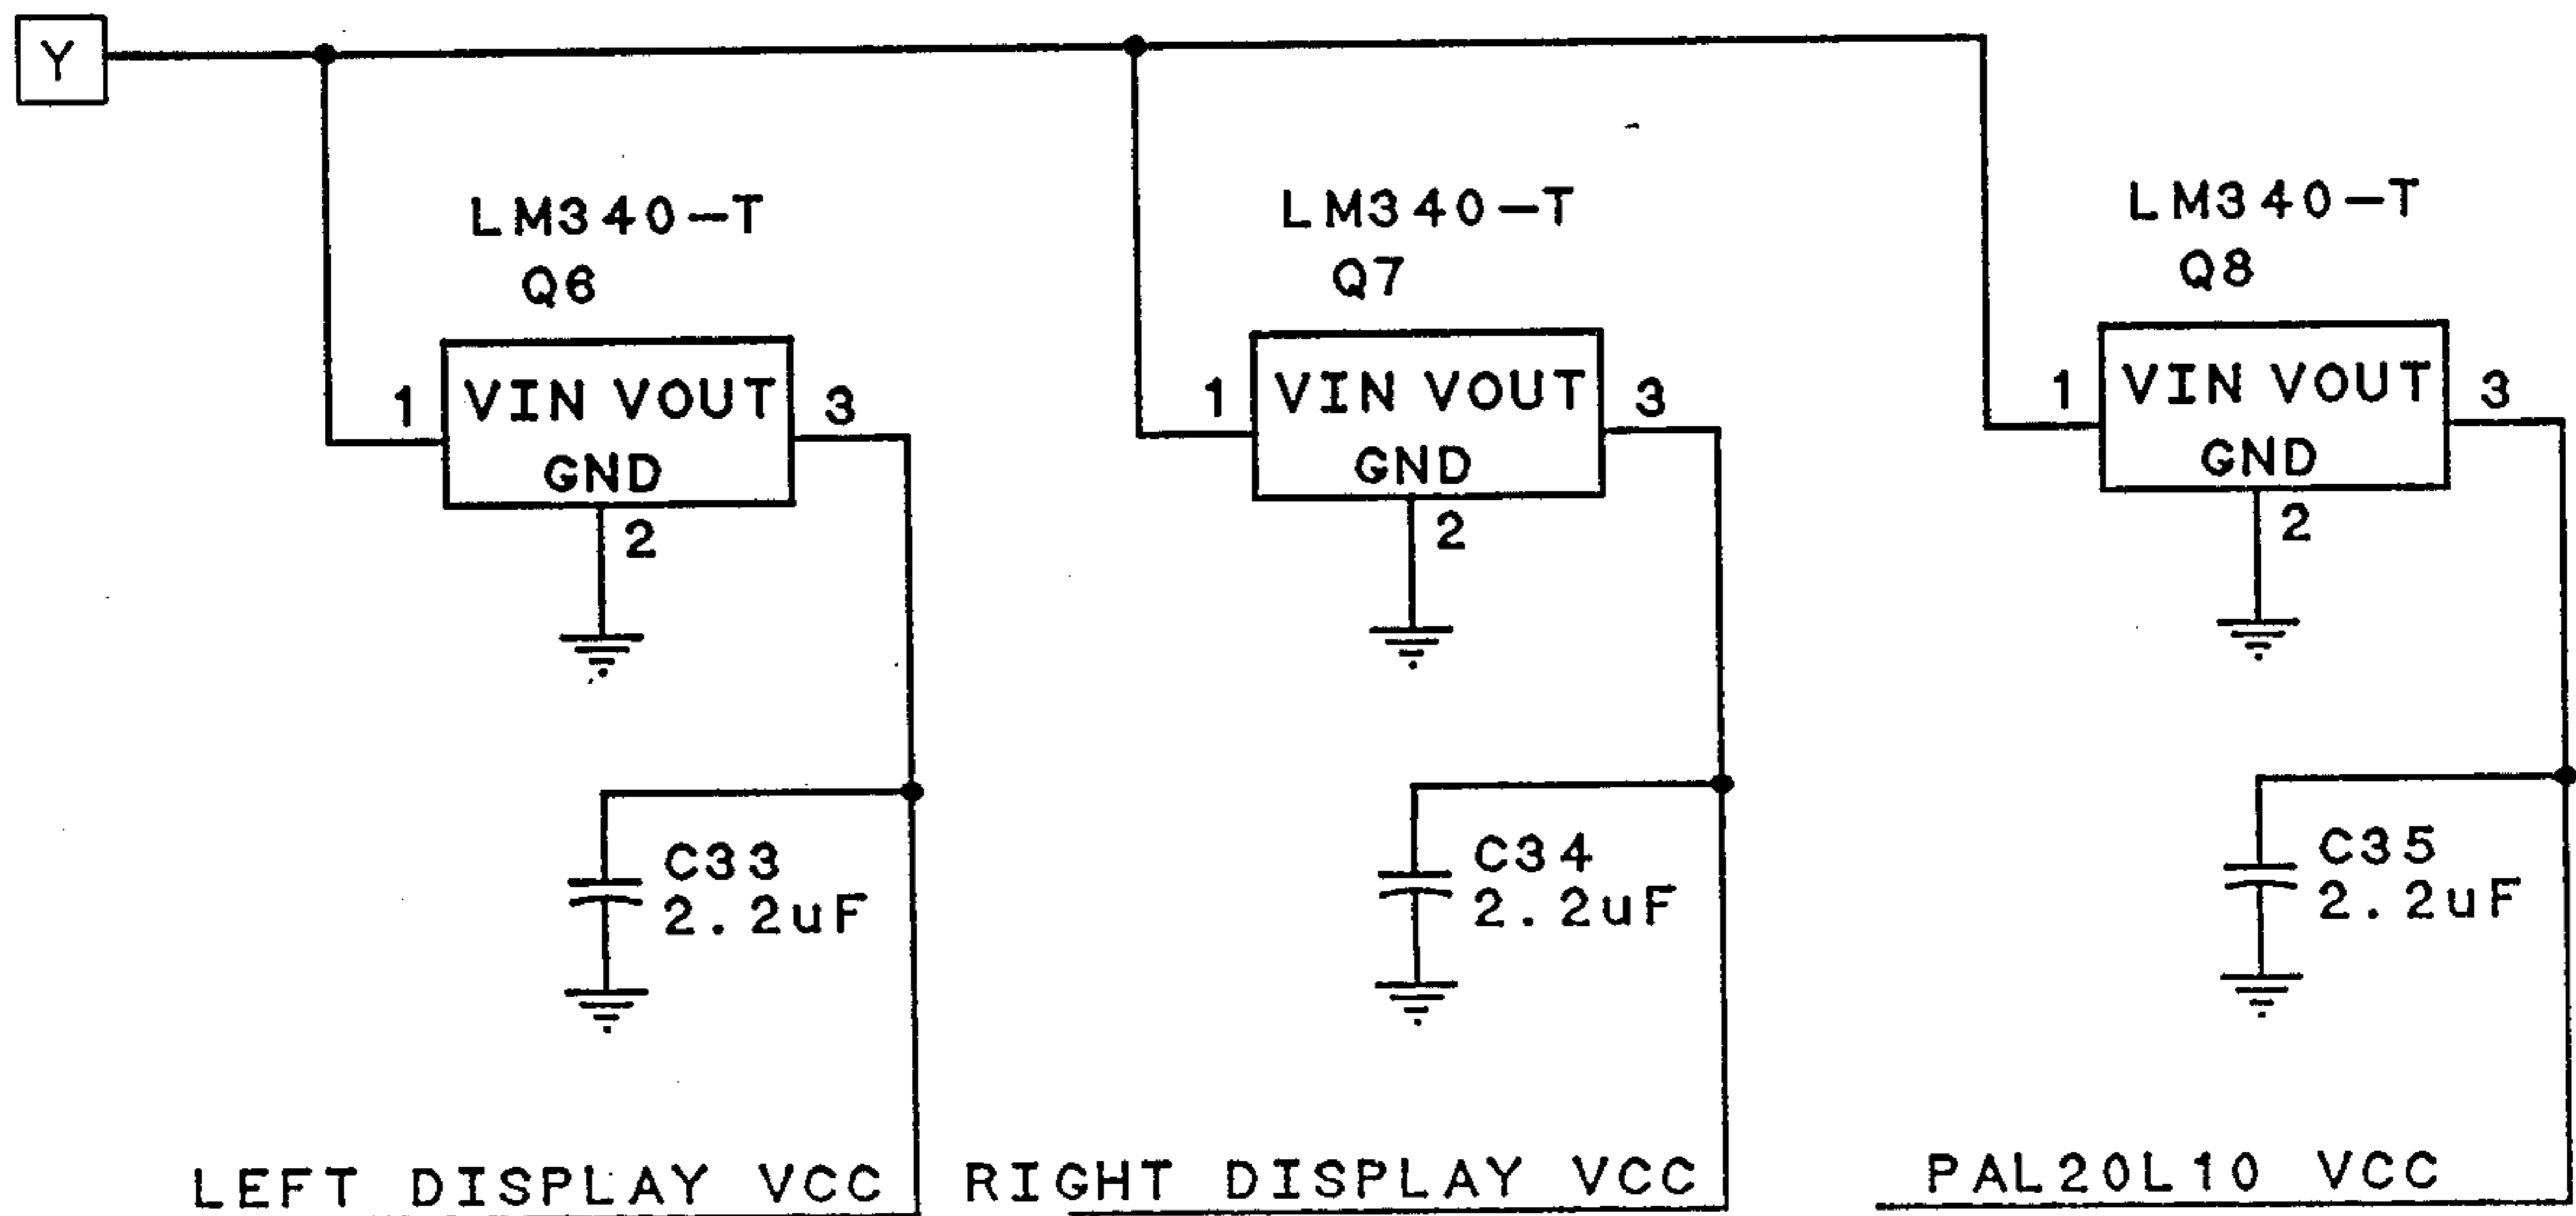 Y
LM340-T
Q6
1
VIN VOUT
3
GND
2
C33
2.2uF
LEFT DISPLAY VCC
LM340-T
Q7
1
VIN VOUT
3
GND
2
C34
2.2uF
RIGHT DISPLAY VCC
LM340-T
Q8
1
VIN VOUT
3
GND
2
C35
2.2uF
PAL20L10 VCC